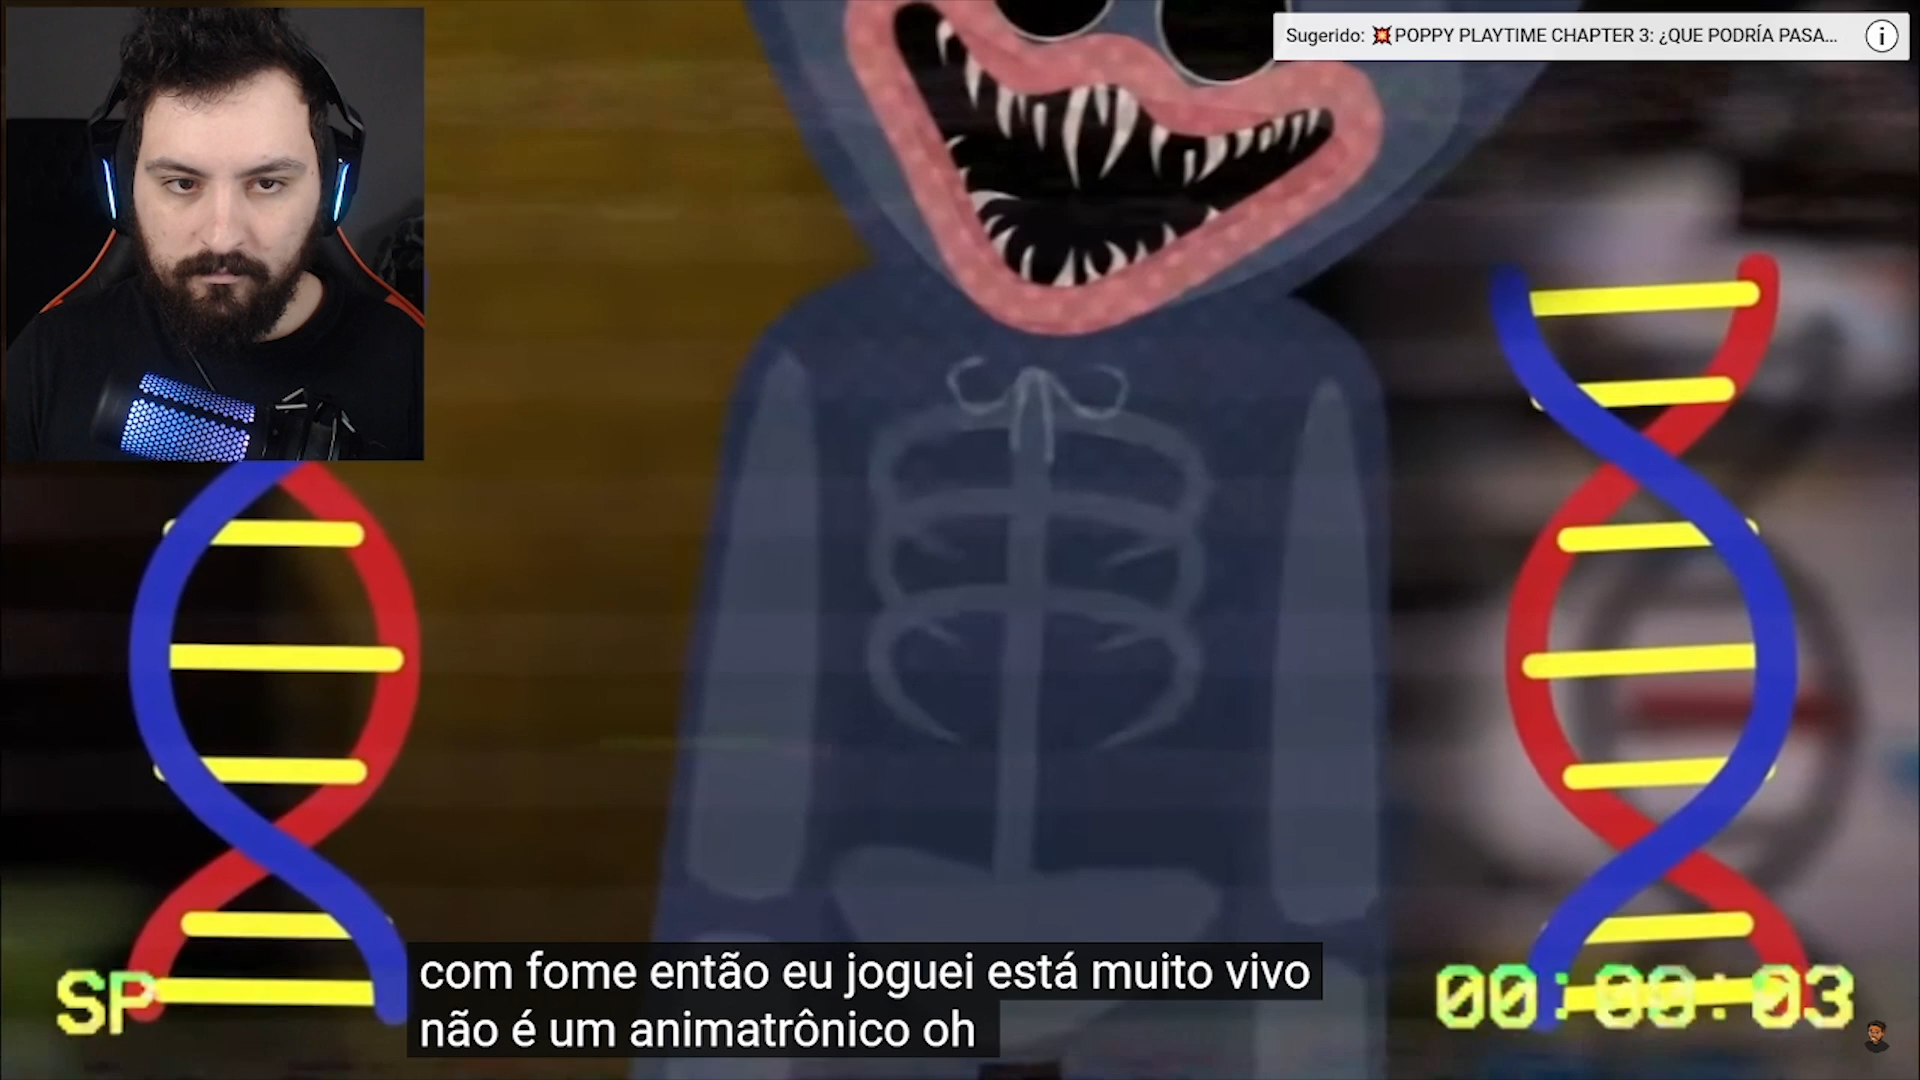 Sugerido: 💥POPPY PLAYTIME CHAPTER 3: ¿QUE PODRÍA PASA...
com fome então eu joguei está muito vivo
não é um animatrônico oh
SP
00:00:03